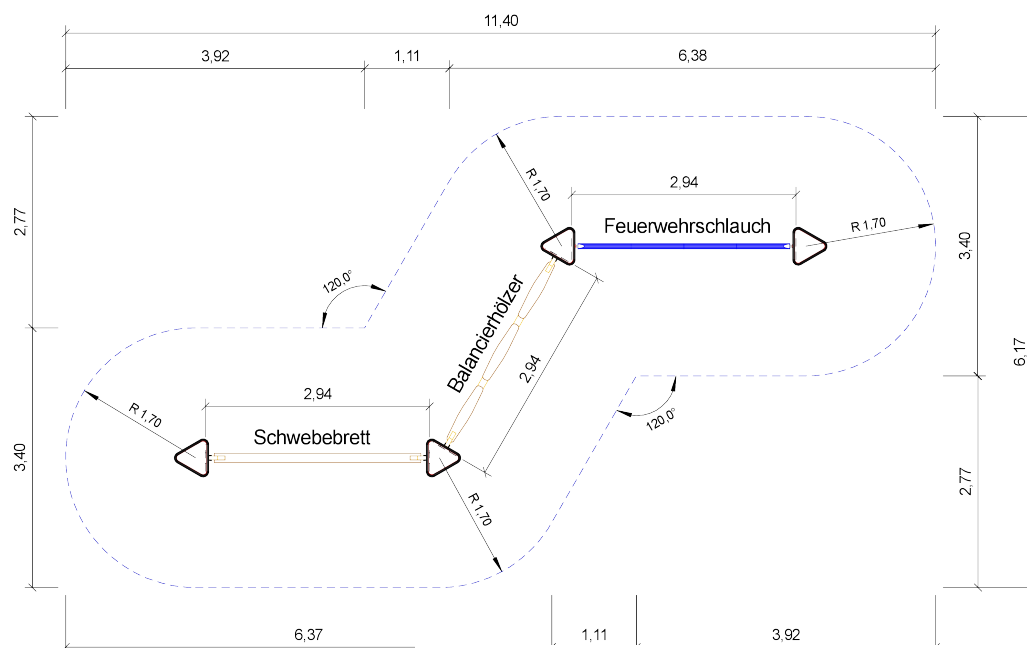 11,40
3,92
1,11
6,38
2,77
R 1,70
2,94
Feuerwehrschlauch
R 1,70
3,40
120,0°
Balancierhölzer
2,94
6,17
R 1,70
2,94
Schwebebrett
120,0°
3,40
R 1,70
2,77
6,37
1,11
3,92